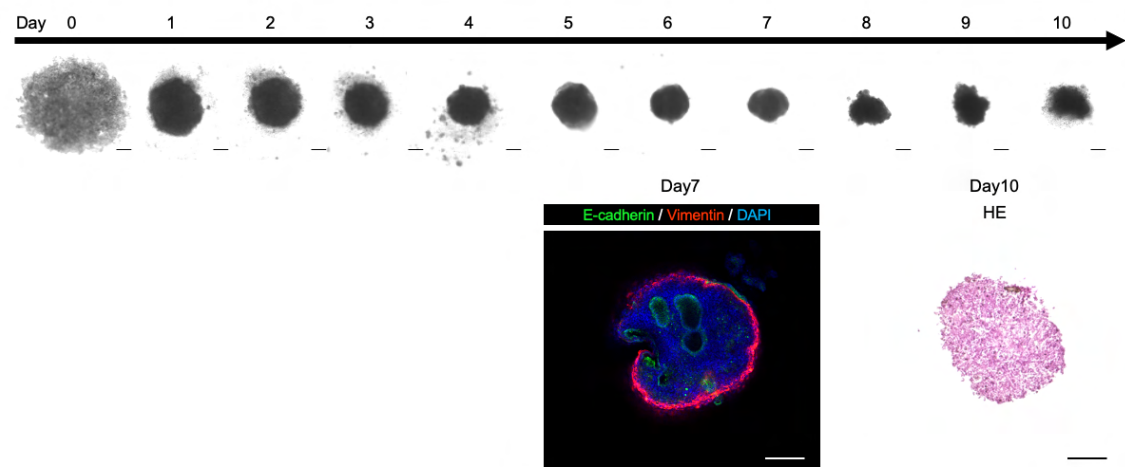 Day 0 1 2 3 4 5 6 7 8 9 10
Day7
Day10
E-cadherin / Vimentin / DAPI
HE